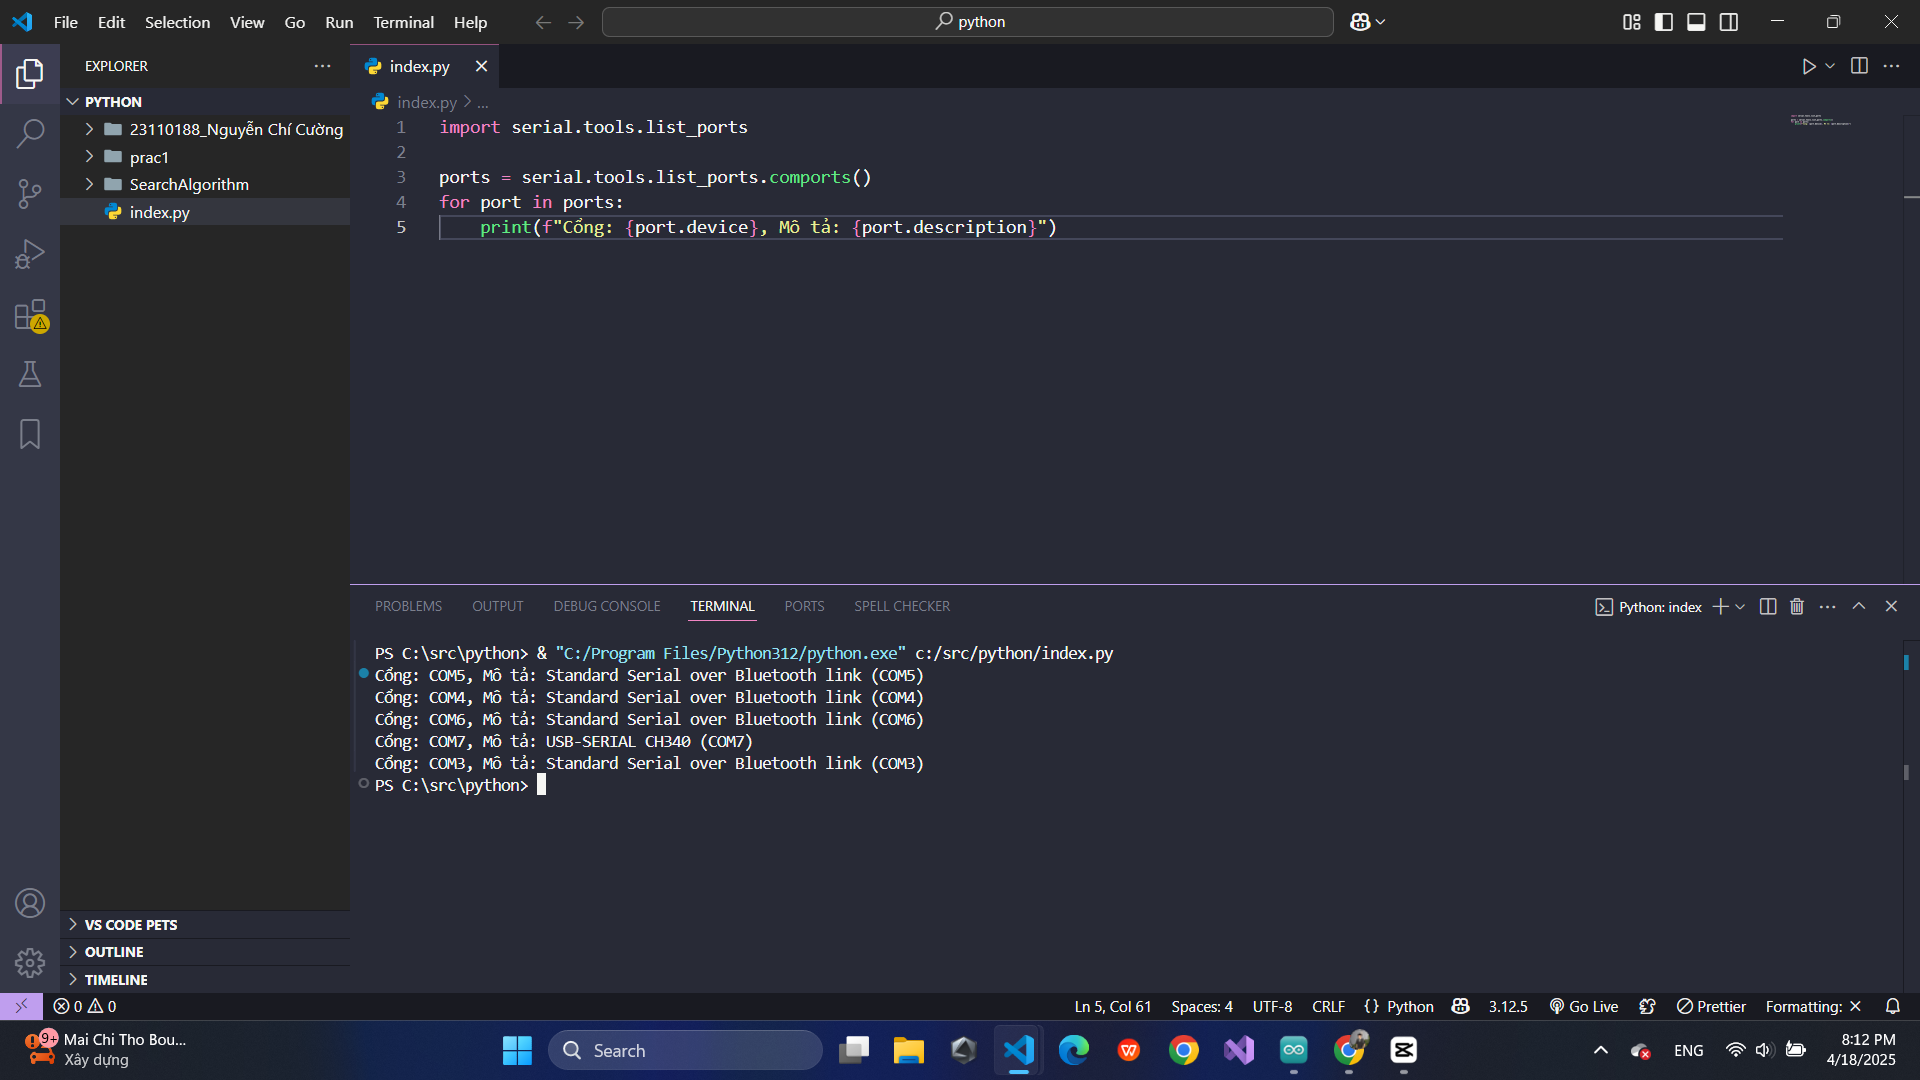 File Edit Selection View Go Run Terminal Help
python
EXPLORER
PYTHON
23110188_Nguyễn Chí Cường
prac1
SearchAlgorithm
index.py
VS CODE PETS
OUTLINE
TIMELINE
index.py
index.py > ...
1 import serial.tools.list_ports
2
3 ports = serial.tools.list_ports.comports()
4 for port in ports:
5 print(f"Cổng: {port.device}, Mô tả: {port.description}")
PROBLEMS OUTPUT DEBUG CONSOLE TERMINAL PORTS SPELL CHECKER
Python: index
PS C:\src\python> & "C:/Program Files/Python312/python.exe" c:/src/python/index.py
Cổng: COM5, Mô tả: Standard Serial over Bluetooth link (COM5)
Cổng: COM4, Mô tả: Standard Serial over Bluetooth link (COM4)
Cổng: COM6, Mô tả: Standard Serial over Bluetooth link (COM6)
Cổng: COM7, Mô tả: USB-SERIAL CH340 (COM7)
Cổng: COM3, Mô tả: Standard Serial over Bluetooth link (COM3)
PS C:\src\python>
0 0
Ln 5, Col 61 Spaces: 4 UTF-8 CRLF {} Python 3.12.5 Go Live Prettier Formatting: ×
9+ Mai Chi Tho Bou...
Xây dựng
Search
ENG
8:12 PM
4/18/2025